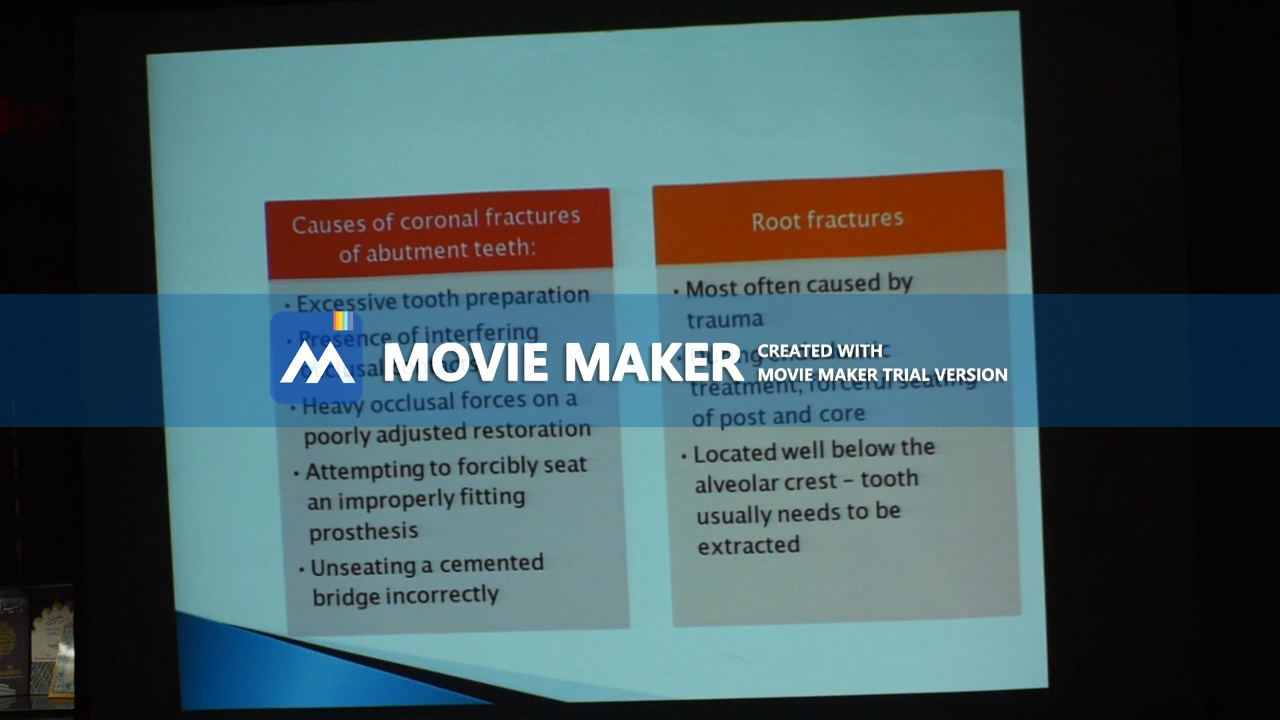 Causes of coronal fractures
of abutment teeth:
• Excessive tooth preparation
• Presence of interfering
occlusal
• Heavy occlusal forces on a
poorly adjusted restoration
• Attempting to forcibly seat
an improperly fitting
prosthesis
• Unseating a cemented
bridge incorrectly
Root fractures
• Most often caused by
trauma
• During endodontic
treatment, forceful seating
of post and core
• Located well below the
alveolar crest – tooth
usually needs to be
extracted
MOVIE MAKER
CREATED WITH
MOVIE MAKER TRIAL VERSION